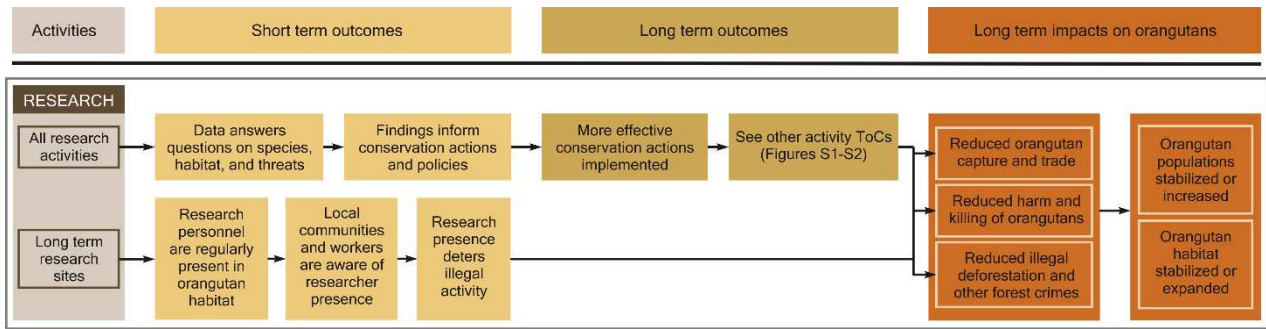 Activities
Short term outcomes
Long term outcomes
Long term impacts on orangutans
RESEARCH
All research
activities
Data answers
questions on species,
habitat, and threats
Findings inform
conservation actions
and policies
More effective
conservation actions
implemented
See other activity ToCs
(Figures S1-S2)
Reduced orangutan
capture and trade
Reduced harm and
killing of orangutans
Reduced illegal
deforestation and
other forest crimes
Orangutan
populations
stabilized or
increased
Orangutan
habitat
stabilized or
expanded
Long term
research
sites
Research
personnel
are regularly
present in
orangutan
habitat
Local
communities
and workers
are aware of
researcher
presence
Research
presence
deters
illegal
activity